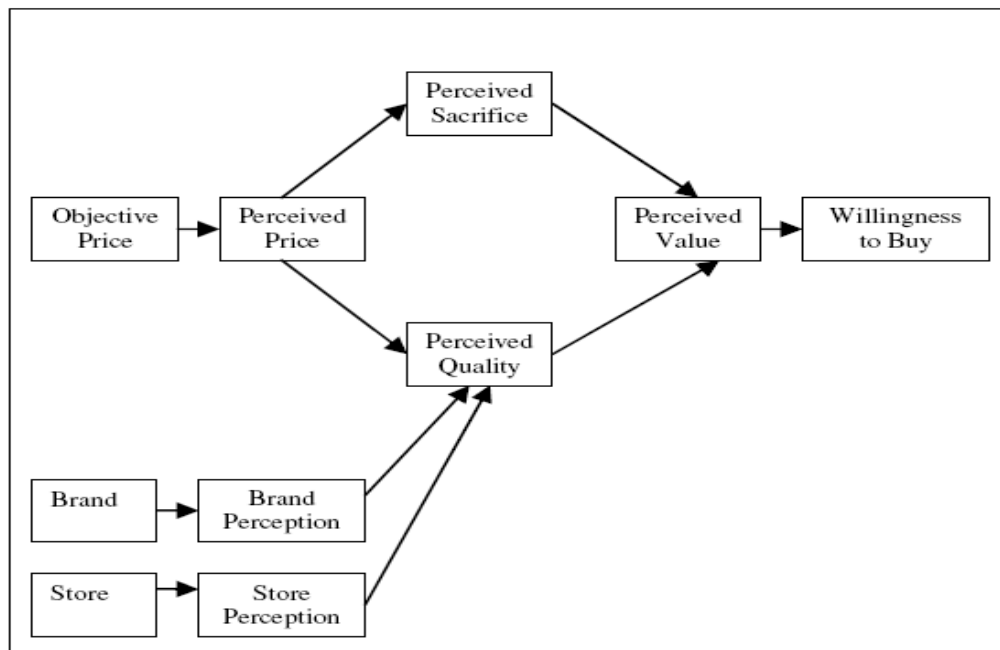 Perceived
Sacrifice
Objective
Price
Perceived
Price
Perceived
Value
Willingness
to Buy
Perceived
Quality
Brand
Brand
Perception
Store
Store
Perception